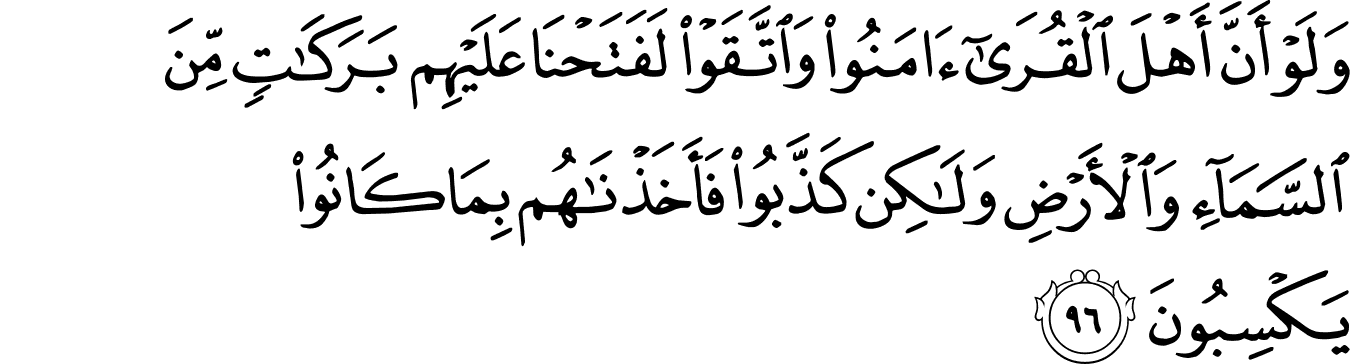 وَلَوْ أَنَّ أَهْلَ ٱلْقُرَىٰٓ ءَامَنُوا۟ وَٱتَّقَوْا۟ لَفَتَحْنَا عَلَيْهِم بَرَكَٰتٍ مِّنَ
ٱلسَّمَآءِ وَٱلْأَرْضِ وَلَٰكِن كَذَّبُوا۟ فَأَخَذْنَٰهُم بِمَا كَانُوا۟
يَكْسِبُونَ ٩٦